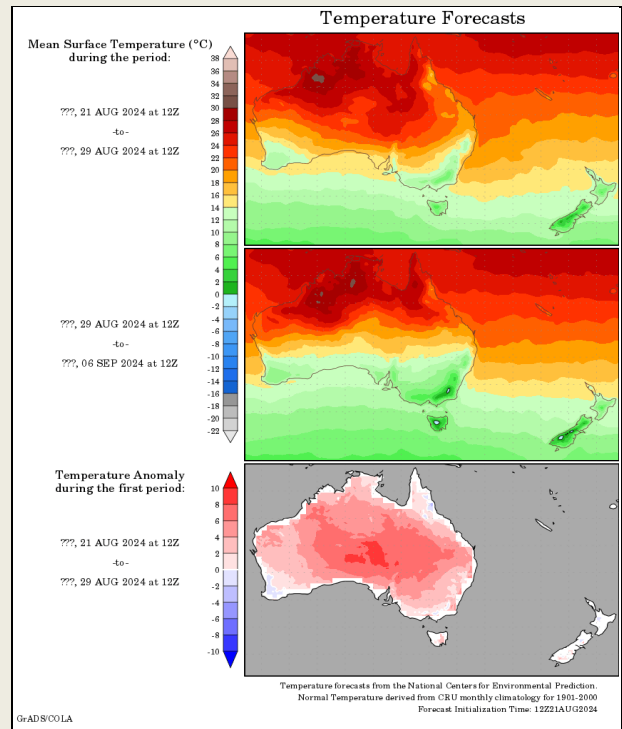 Temperature Forecasts
Mean Surface Temperature (°C)
during the period:
38
36
34
32
30
28
26
24
22
20
18
16
14
12
10
8
6
4
2
0
-2
-4
-6
-8
-10
-12
-14
-16
-18
20
-22
???, 21 AUG 2024 at 12Z
-to-
???, 29 AUG 2024 at 12Z
???, 29 AUG 2024 at 12Z
-to-
???, 06 SEP 2024 at 12Z
Temperature Anomaly
during the first period:
10
8
6
4
2
0
-2
-4
-6
-8
-10
???, 21 AUG 2024 at 12Z
-to-
???, 29 AUG 2024 at 12Z
Temperature forecasts from the National Centers for Environmental Prediction.
Normal Temperature derived from CRU monthly climatology for 1901-2000
Forecast Initialization Time: 12Z21AUG2024
GrADS/COLA